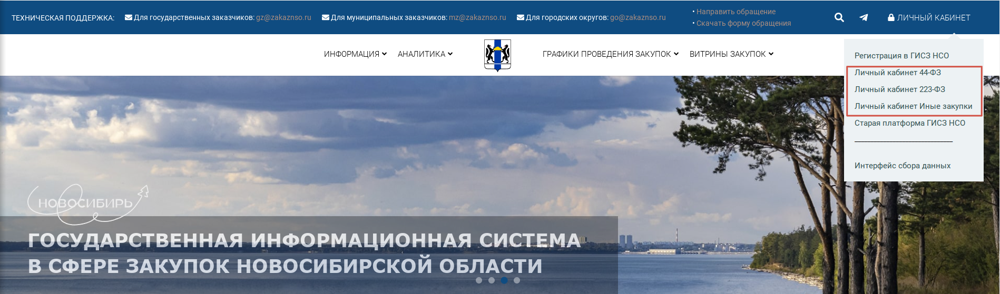 ТЕХНИЧЕСКАЯ ПОДДЕРЖКА: Для государственных заказчиков: gz@zakaznso.ru Для муниципальных заказчиков: mz@zakaznso.ru Для городских округов: go@zakaznso.ru
• Направить обращение
• Скачать форму обращения
ЛИЧНЫЙ КАБИНЕТ
ИНФОРМАЦИЯ АНАЛИТИКА ГРАФИКИ ПРОВЕДЕНИЯ ЗАКУПОК ВИТРИНЫ ЗАКУПОК
Регистрация в ГИСЗ НСО
Личный кабинет 44-ФЗ
Личный кабинет 223-ФЗ
Личный кабинет Иные закупки
Старая платформа ГИСЗ НСО
Интерфейс сбора данных
НОВОСИБИРЬ
ГОСУДАРСТВЕННАЯ ИНФОРМАЦИОННАЯ СИСТЕМА
В СФЕРЕ ЗАКУПОК НОВОСИБИРСКОЙ ОБЛАСТИ